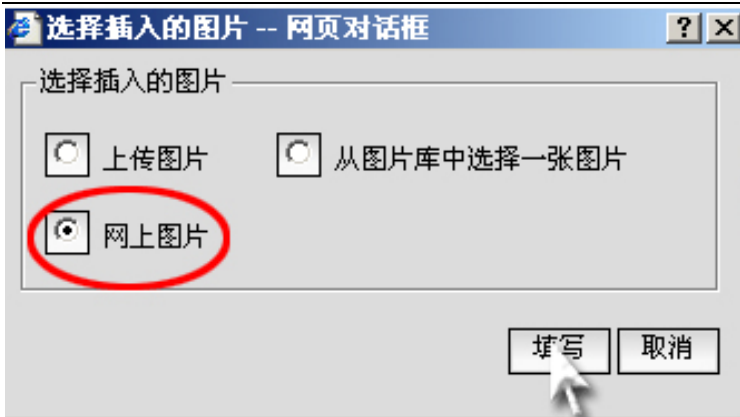 选择插入的图片 -- 网页对话框
选择插入的图片
上传图片 从图片库中选择一张图片
网上图片
填写 取消